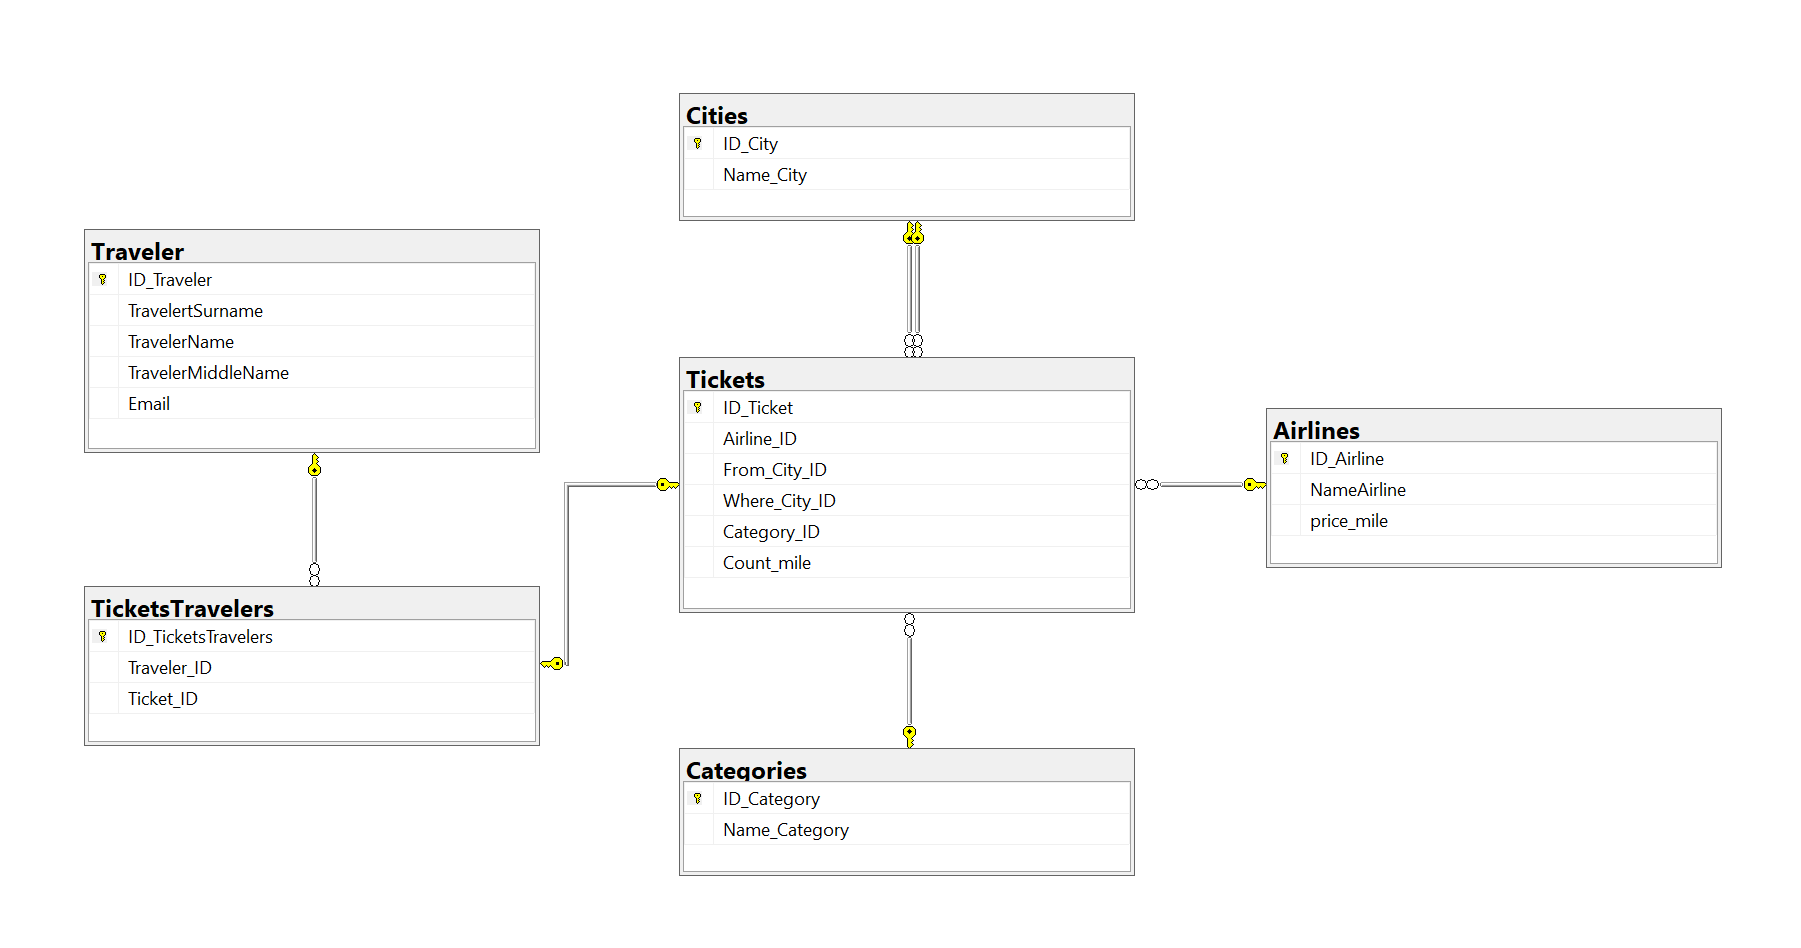 Cities
ID_City
Name_City
Traveler
ID_Traveler
TravelertSurname
TravelerName
TravelerMiddleName
Email
Tickets
ID_Ticket
Airline_ID
From_City_ID
Where_City_ID
Category_ID
Count_mile
Airlines
ID_Airline
NameAirline
price_mile
TicketsTravelers
ID_TicketsTravelers
Traveler_ID
Ticket_ID
Categories
ID_Category
Name_Category